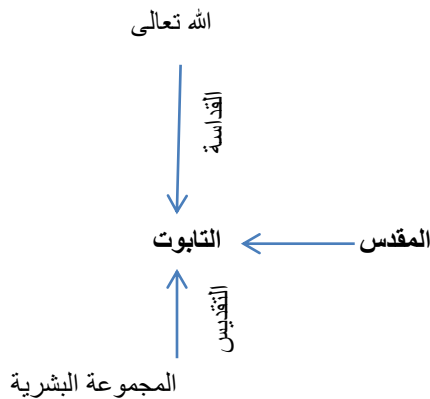 الله تعالى
القداسة
المقدس
التابوت
التقديس
المجموعة البشرية